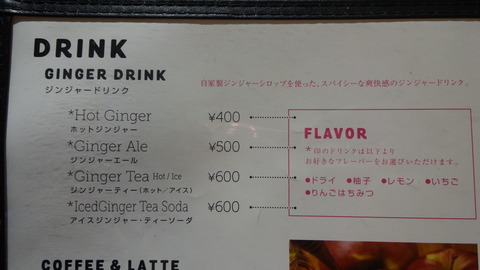 DRINK
GINGER DRINK
ジンジャードリンク
自家製ジンジャーシロップを使った、スパイシーな爽快感のジンジャードリンク。
*Hot Ginger ¥400
ホットジンジャー
*Ginger Ale ¥500
ジンジャーエール
*Ginger Tea Hot / Ice ¥600
ジンジャーティー(ホット/アイス)
*IcedGinger Tea Soda ¥600
アイスジンジャー・ティーソーダ
FLAVOR
*印のドリンクは以下より
お好きなフレーバーをお選びいただけます。
●ドライ ●柚子 ●レモン ●いちご
●りんごはちみつ
COFFEE & LATTE